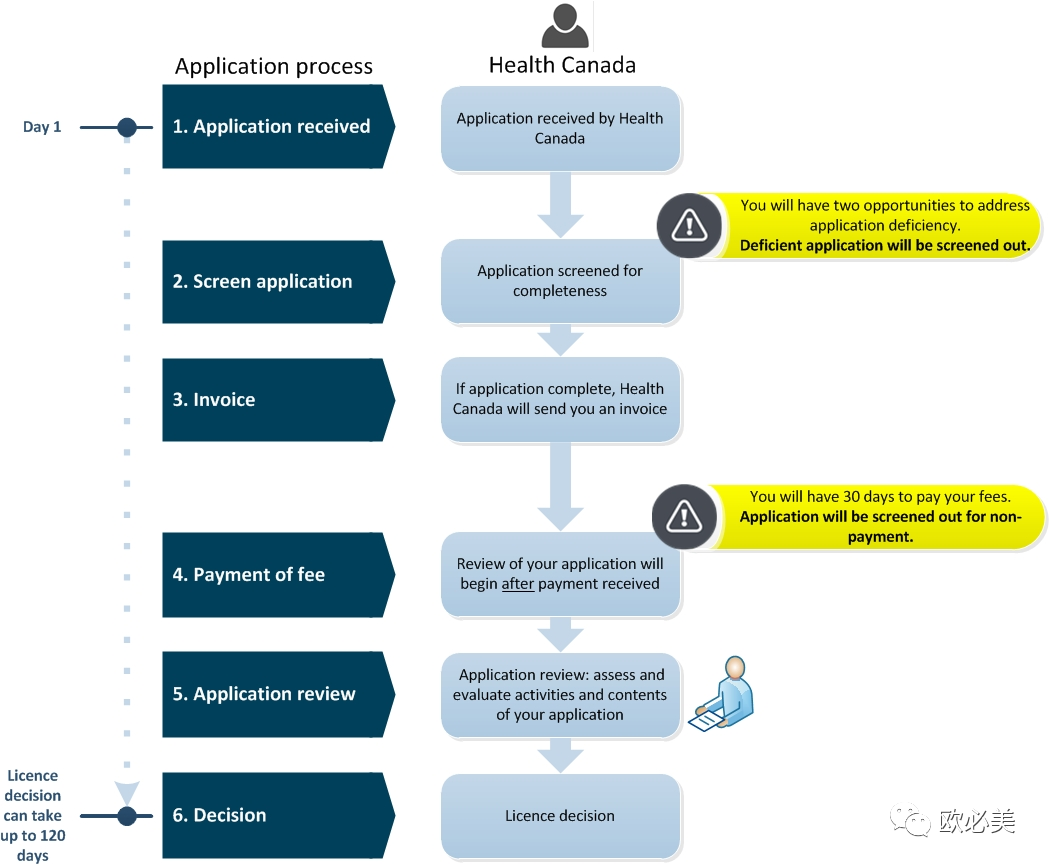 Application process
Health Canada
Day 1
1. Application received
Application received by Health
Canada
You will have two opportunities to address
application deficiency.
Deficient application will be screened out.
2. Screen application
Application screened for
completeness
3. Invoice
If application complete, Health
Canada will send you an invoice
You will have 30 days to pay your fees.
Application will be screened out for non-
payment.
4. Payment of fee
Review of your application will
begin after payment received
5. Application review
Application review: assess and
evaluate activities and contents
of your application
Licence
decision
can take
up to 120
days
6. Decision
Licence decision
欧必美